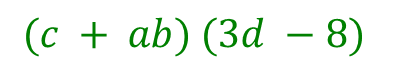 (c + ab) (3d − 8)